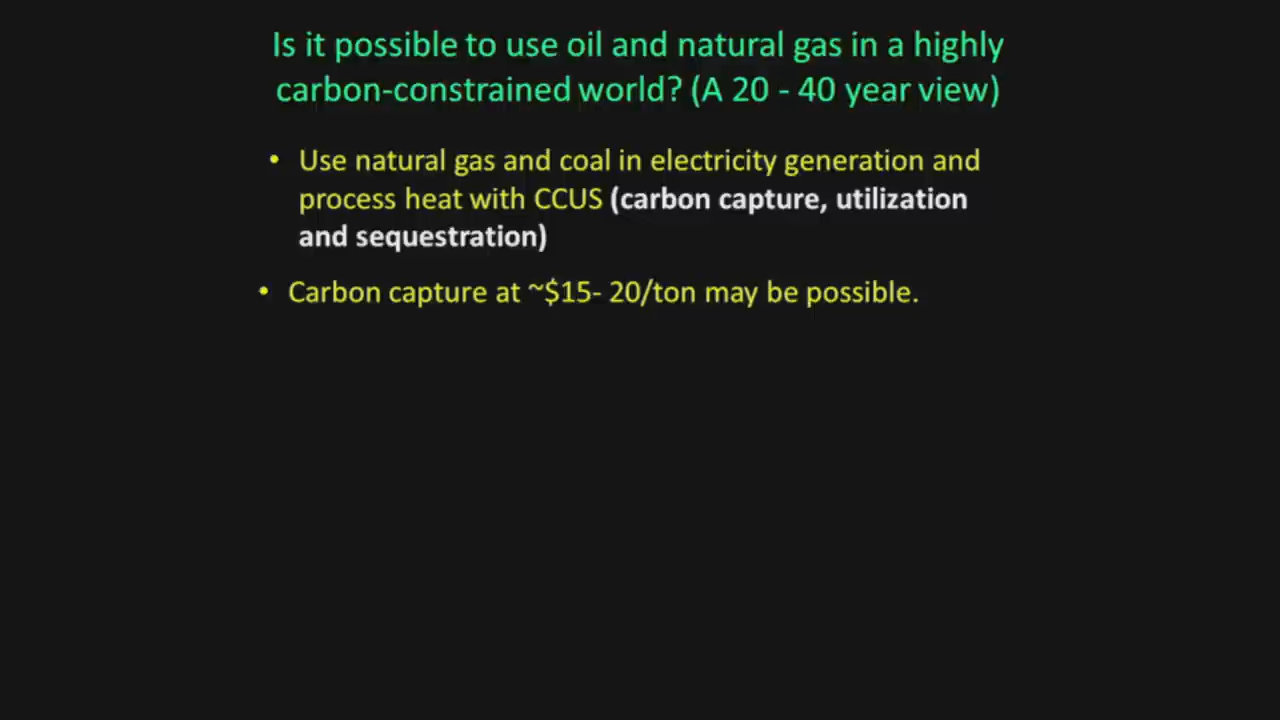 Is it possible to use oil and natural gas in a highly
carbon-constrained world? (A 20 - 40 year view)
• Use natural gas and coal in electricity generation and
process heat with CCUS (carbon capture, utilization
and sequestration)
• Carbon capture at ~$15- 20/ton may be possible.